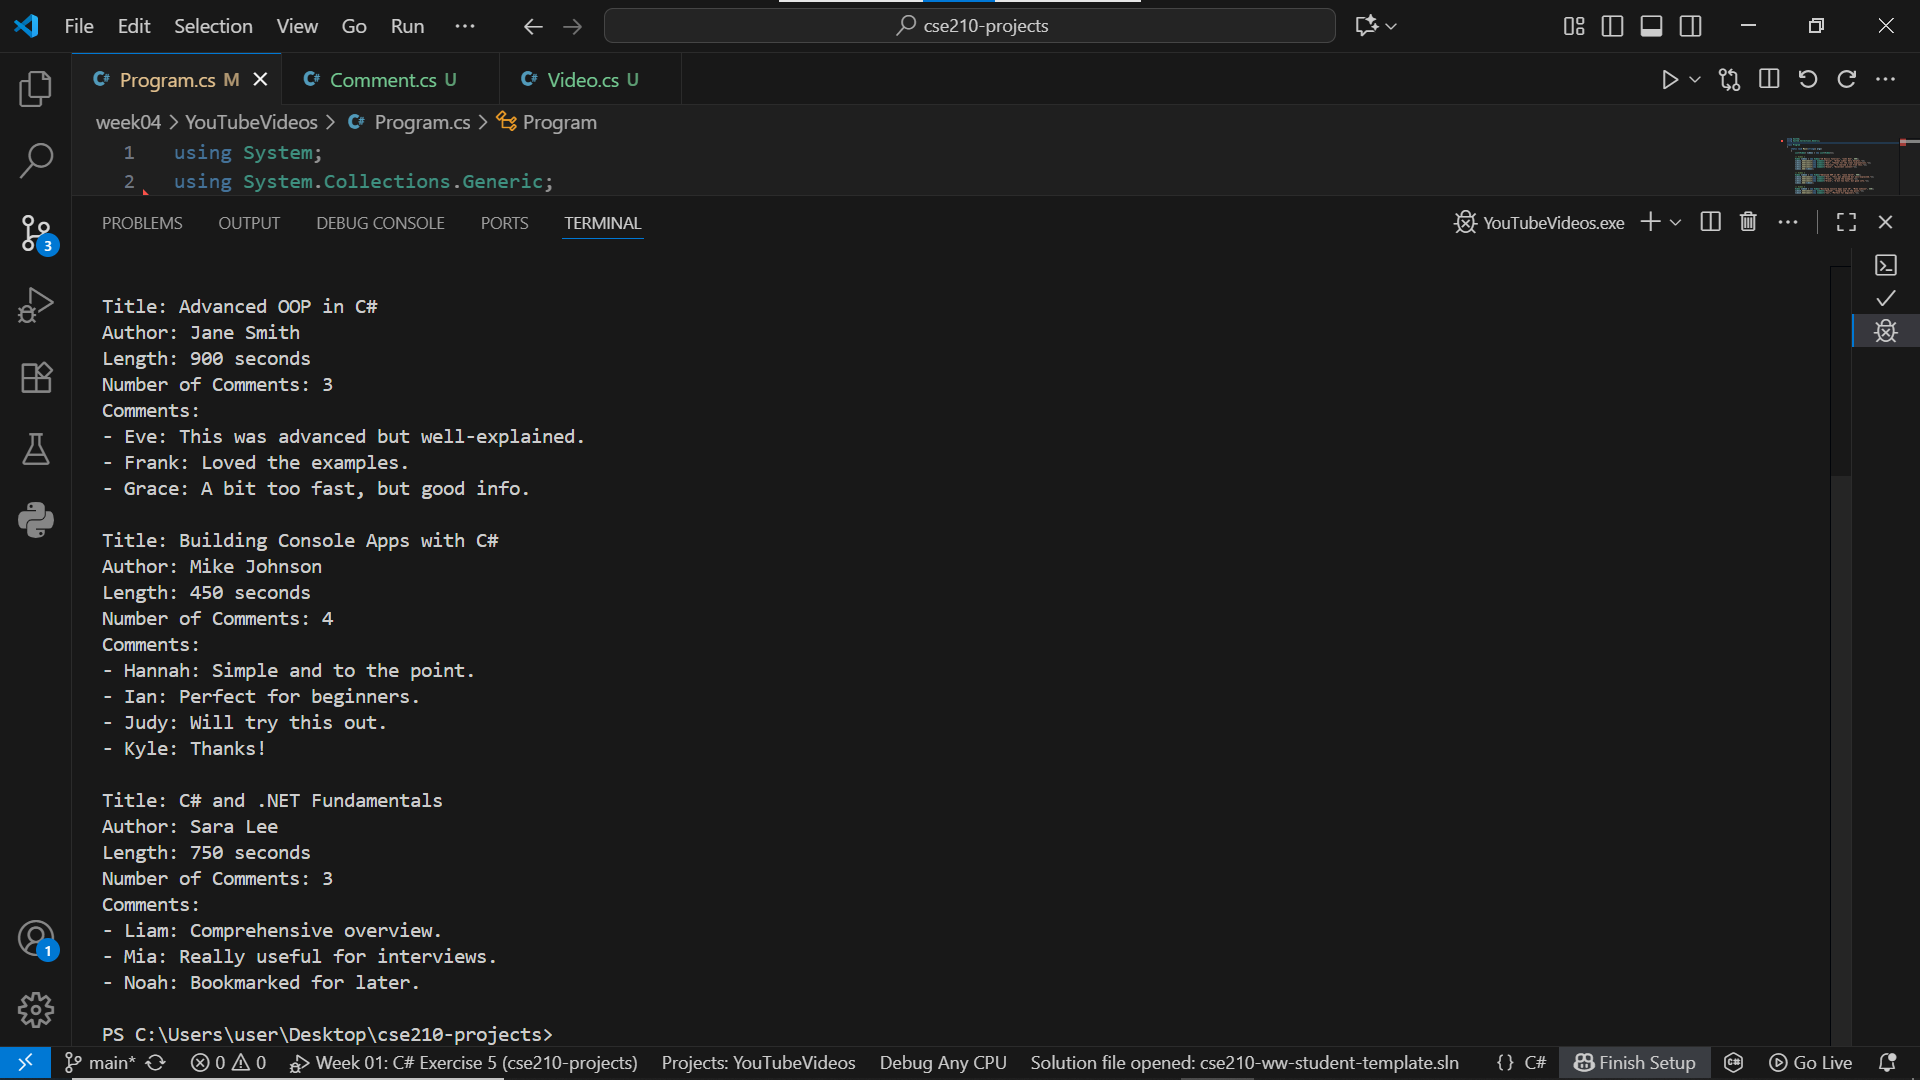 File Edit Selection View Go Run ··· cse210-projects
Program.cs M Comment.cs U Video.cs U
week04 > YouTubeVideos > Program.cs > Program
1 using System;
2 using System.Collections.Generic;
PROBLEMS OUTPUT DEBUG CONSOLE PORTS TERMINAL YouTubeVideos.exe
3
Title: Advanced OOP in C#
Author: Jane Smith
Length: 900 seconds
Number of Comments: 3
Comments:
- Eve: This was advanced but well-explained.
- Frank: Loved the examples.
- Grace: A bit too fast, but good info.
Title: Building Console Apps with C#
Author: Mike Johnson
Length: 450 seconds
Number of Comments: 4
Comments:
- Hannah: Simple and to the point.
- Ian: Perfect for beginners.
- Judy: Will try this out.
- Kyle: Thanks!
Title: C# and .NET Fundamentals
Author: Sara Lee
Length: 750 seconds
Number of Comments: 3
Comments:
- Liam: Comprehensive overview.
- Mia: Really useful for interviews.
- Noah: Bookmarked for later.
1
PS C:\Users\user\Desktop\cse210-projects>
main* 0 0 Week 01: C# Exercise 5 (cse210-projects) Projects: YouTubeVideos Debug Any CPU Solution file opened: cse210-ww-student-template.sln {} C# Finish Setup Go Live